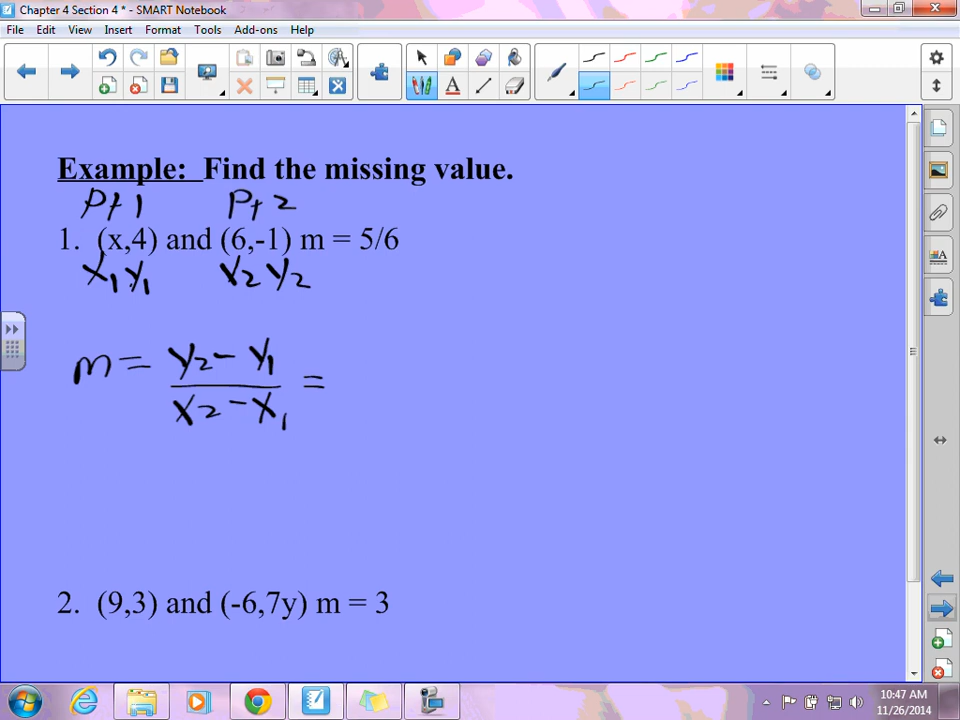 Chapter 4 Section 4 * - SMART Notebook
File Edit View Insert Format Tools Add-ons Help
Example: Find the missing value.
Pt 1 Pt 2
1. (x,4) and (6,-1) m = 5/6
x1 y1 x2 y2
m = y2 - y1 =
x2 - x1
2. (9,3) and (-6,7y) m = 3
10:47 AM
11/26/2014